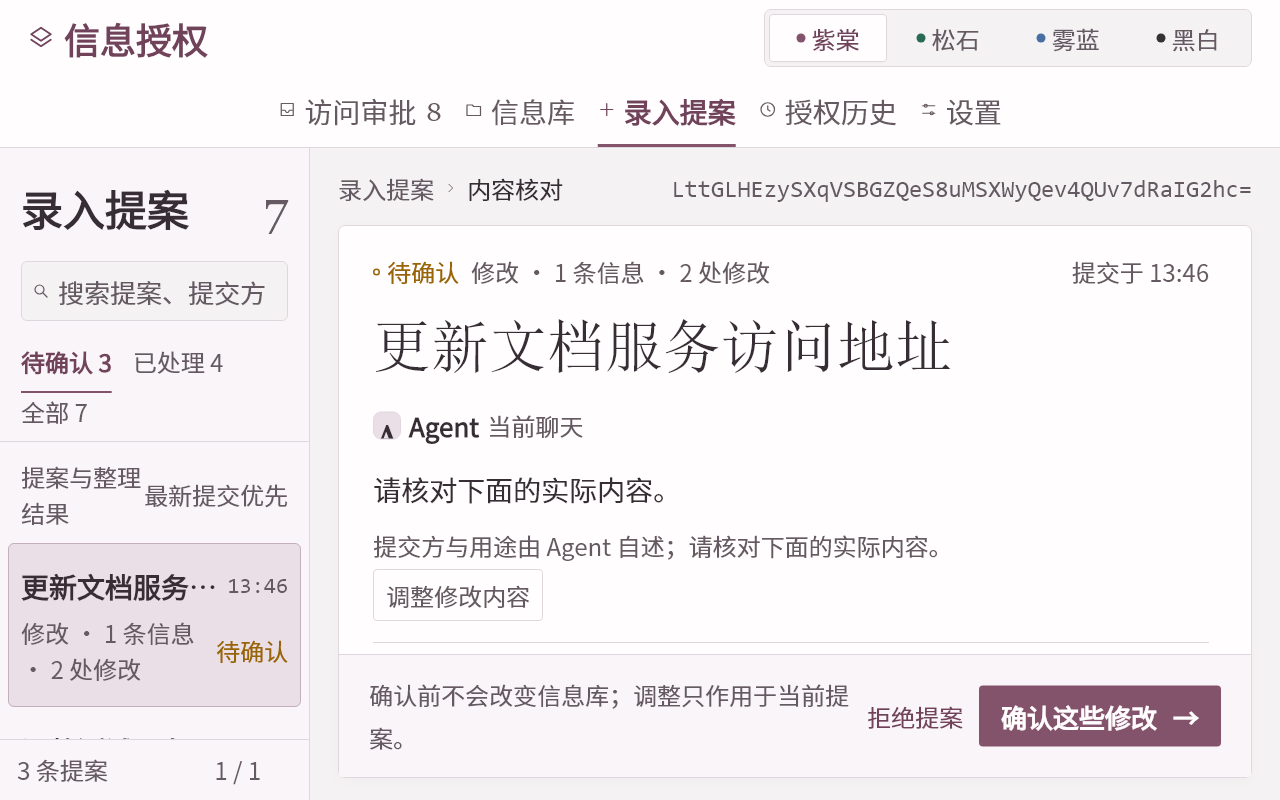 信息授权
紫棠
松石
雾蓝
黑白
访问审批 8
信息库
录入提案
授权历史
设置
录入提案
7
搜索提案、提交方
待确认 3
已处理 4
全部 7
提案与整理
结果
最新提交优先
更新文档服务⋯
13:46
修改 · 1 条信息
· 2 处修改
待确认
3 条提案
1 / 1
录入提案 › 内容核对
LttGLHEzySXqVSBGZQeS8uMSXWyQev4QUv7dRaIG2hc=
待确认 修改 · 1 条信息 · 2 处修改
提交于 13:46
更新文档服务访问地址
Agent 当前聊天
请核对下面的实际内容。
提交方与用途由 Agent 自述；请核对下面的实际内容。
调整修改内容
确认前不会改变信息库；调整只作用于当前提
案。
拒绝提案
确认这些修改 →